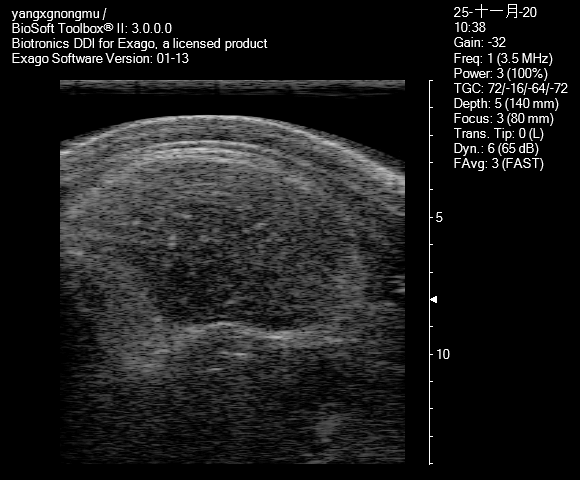 yangxgnongmu /
BioSoft Toolbox® II: 3.0.0.0
Biotronics DDI for Exago, a licensed product
Exago Software Version: 01-13
25-十一月-20
10:38
Gain: -32
Freq: 1 (3.5 MHz)
Power: 3 (100%)
TGC: 72/-16/-64/-72
Depth: 5 (140 mm)
Focus: 3 (80 mm)
Trans. Tip: 0 (L)
Dyn.: 6 (65 dB)
FAvg: 3 (FAST)
5
10